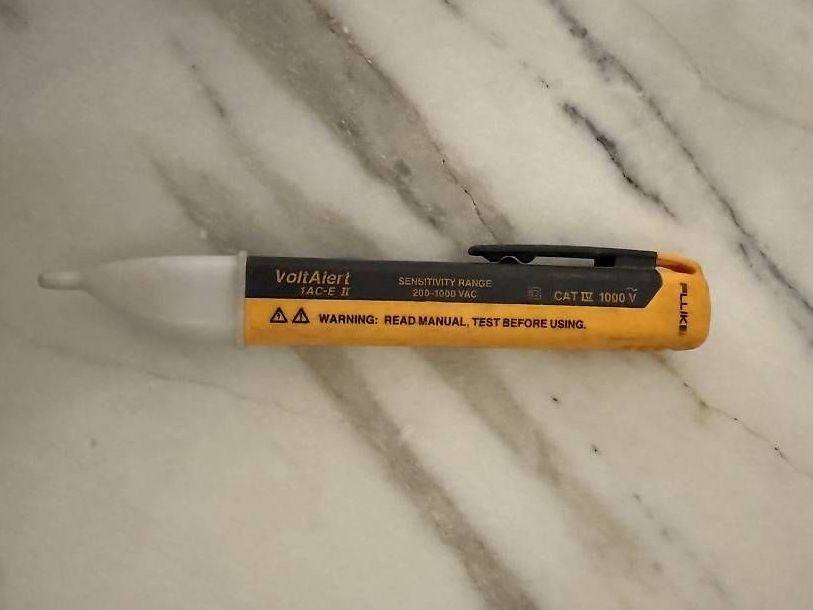 VoltAlert
1AC-E II
SENSITIVITY RANGE
200-1000 VAC
CAT IV 1000 V
WARNING: READ MANUAL, TEST BEFORE USING.
FLUKE